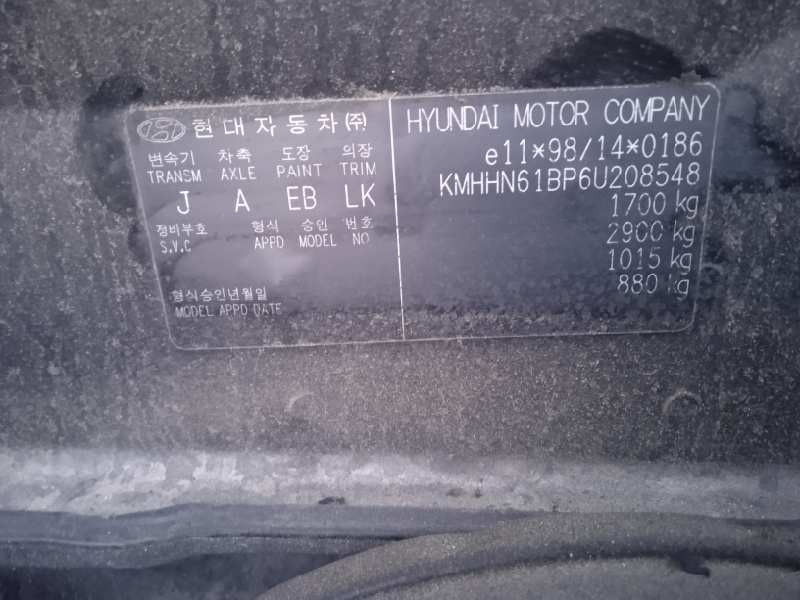 현대자동차㈜
변속기 차축 도장 의장
TRANSM AXLE PAINT TRIM
J A EB LK
정비부호 형식 승인 번호
S.V.C APPD MODEL NO
형식승인년월일
MODEL APPD DATE
HYUNDAI MOTOR COMPANY
e11*98/14*0186
KMHHN61BP6U208548
1700 kg
2900 kg
1015 kg
880 kg